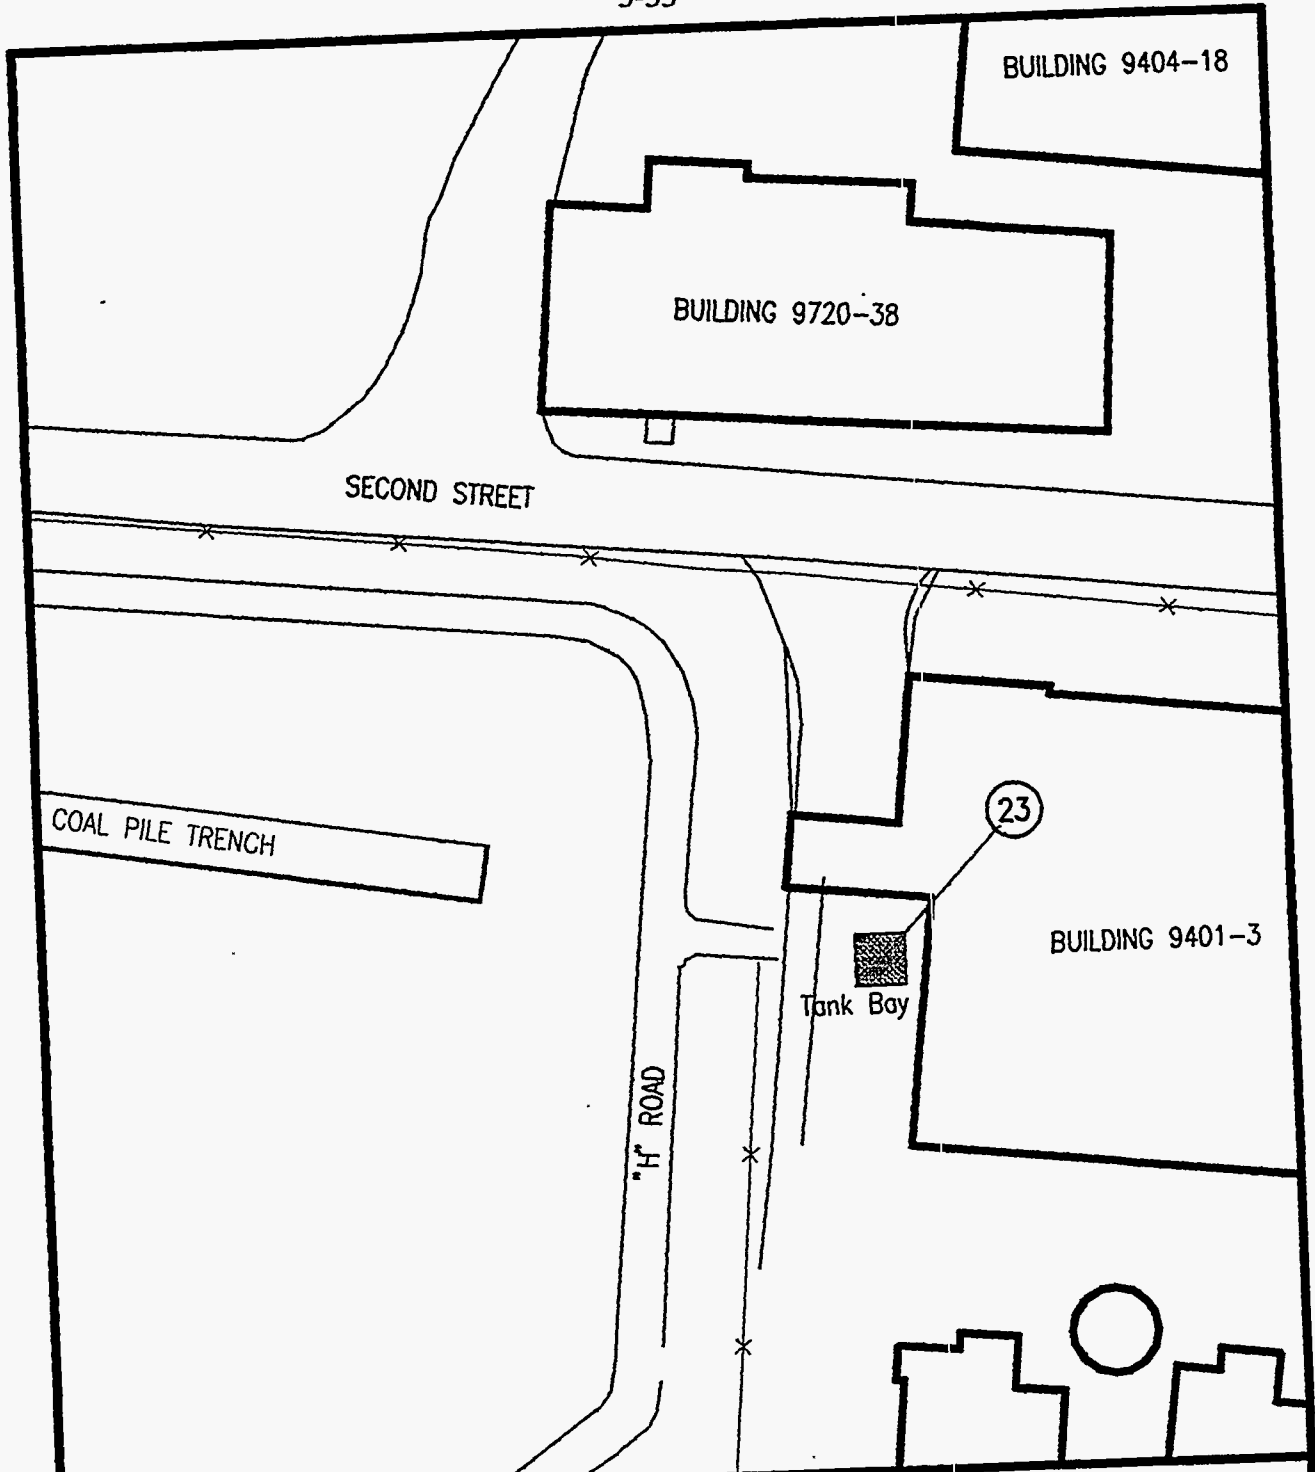 BUILDING 9404-18
BUILDING 9720-38
SECOND STREET
COAL PILE TRENCH
23
BUILDING 9401-3
Tank Bay
"H" ROAD